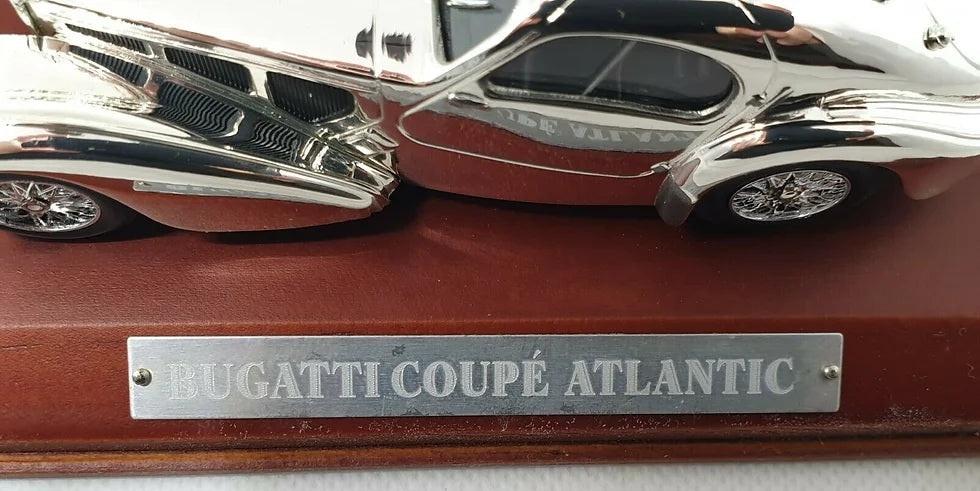 BUGATTI COUPÉ ATLANTIC